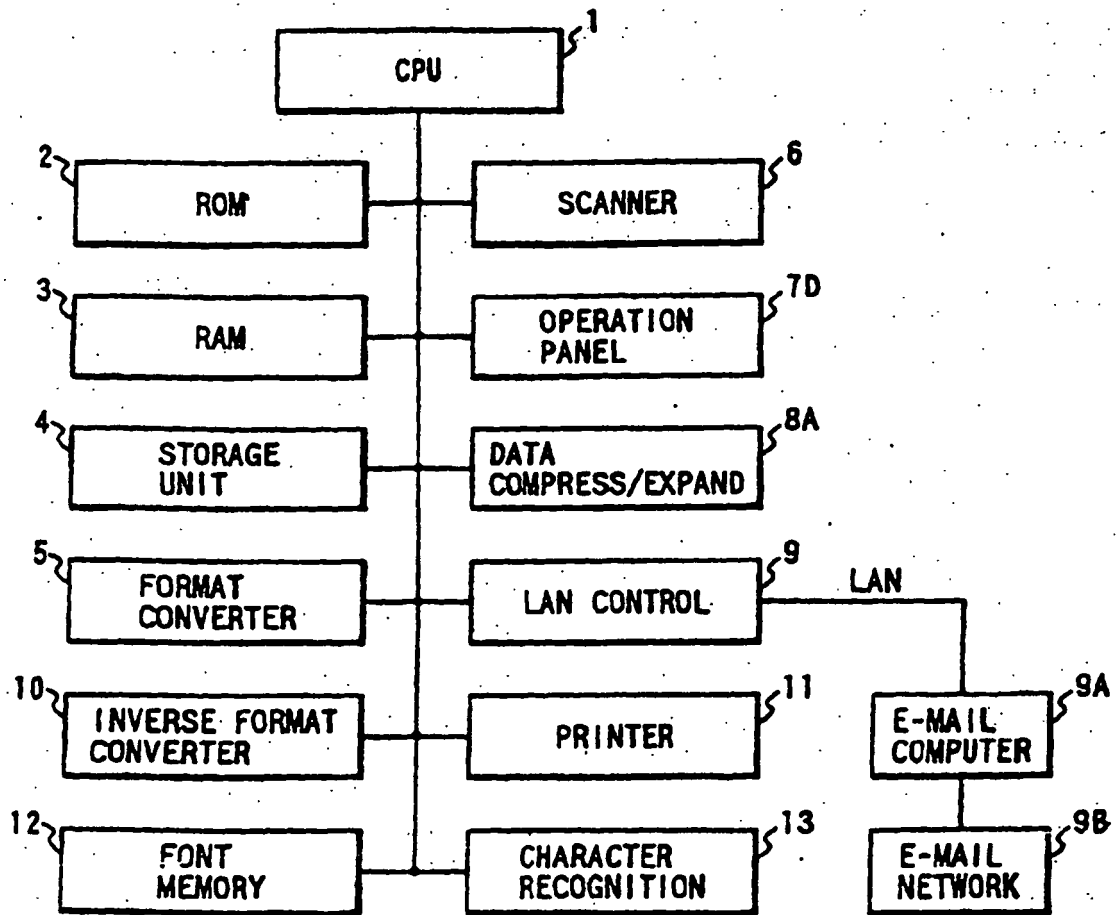 1
CPU
2
ROM
6
SCANNER
3
RAM
7D
OPERATION
PANEL
4
STORAGE
UNIT
8A
DATA
COMPRESS/EXPAND
5
FORMAT
CONVERTER
9
LAN CONTROL
LAN
10
INVERSE FORMAT
CONVERTER
11
PRINTER
9A
E-MAIL
COMPUTER
12
FONT
MEMORY
13
CHARACTER
RECOGNITION
9B
E-MAIL
NETWORK